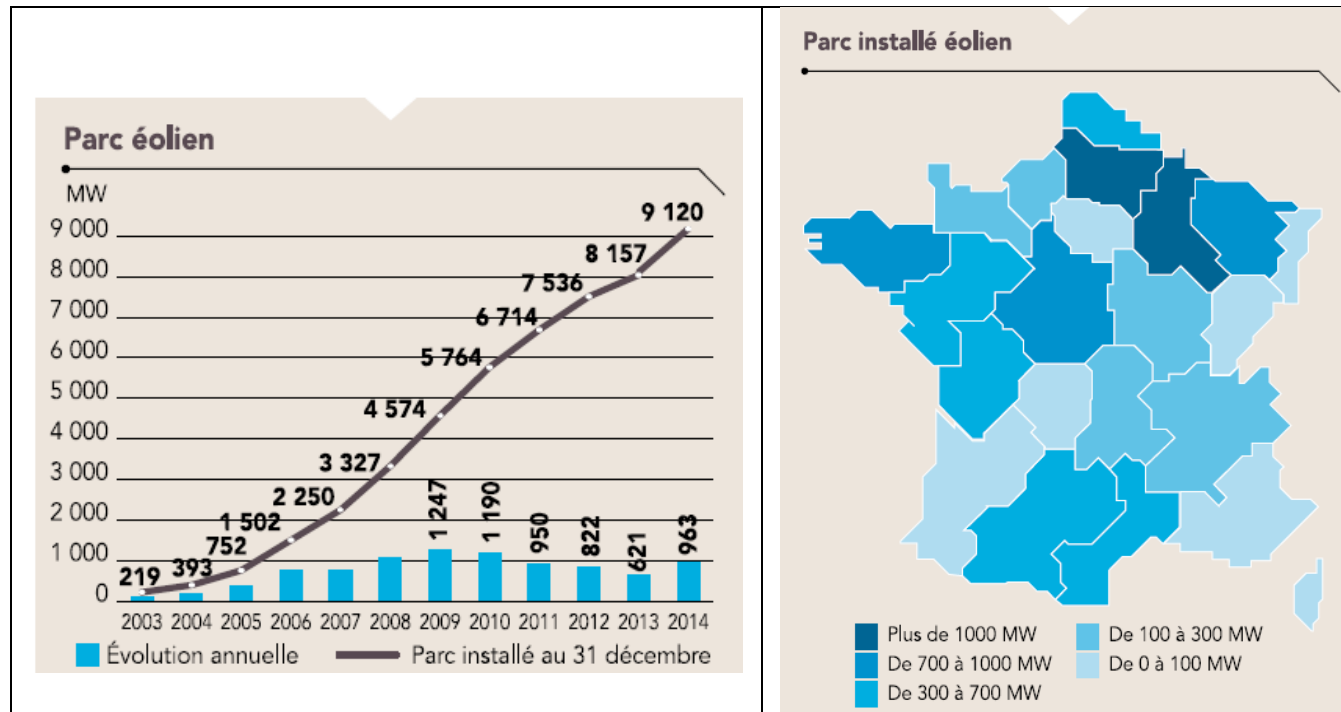 Parc éolien
MW
9 000
8 000
7 000
6 000
5 000
4 000
3 000
2 000
1 000
0
219
393
752
1 502
2 250
3 327
4 574
5 764
6 714
7 536
8 157
9 120
1 247
1 190
950
822
621
963
2003 2004 2005 2006 2007 2008 2009 2010 2011 2012 2013 2014
Évolution annuelle
Parc installé au 31 décembre
Parc installé éolien
Plus de 1000 MW
De 700 à 1000 MW
De 300 à 700 MW
De 100 à 300 MW
De 0 à 100 MW